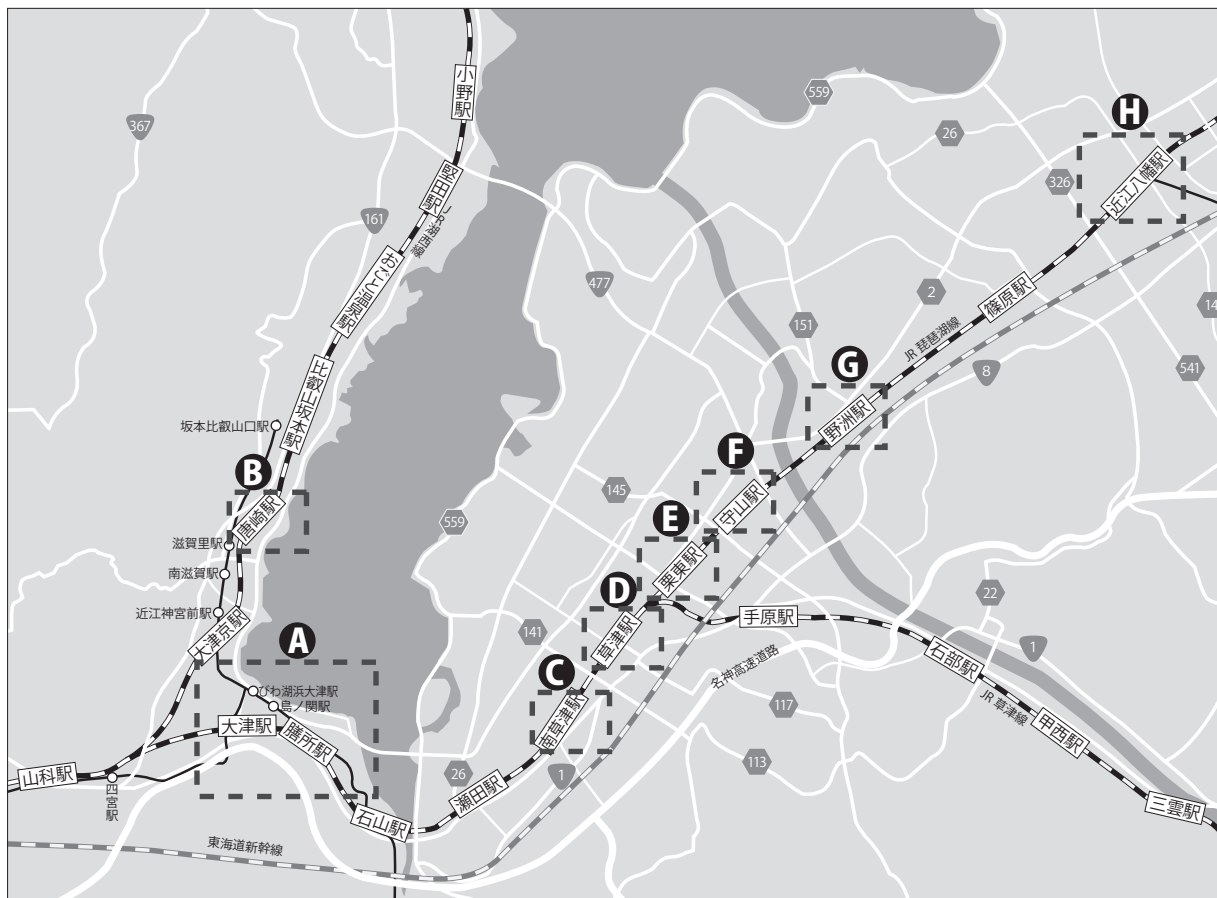 小野駅
559
H
367
26
堅田駅
326
近江八幡駅
161
JR湖西線
おごと温泉駅
477
2
篠原駅
14
151
JR 琵琶湖線
8
541
G
比叡山坂本駅
野洲駅
坂本比叡山口駅
F
B
145
守山駅
唐崎駅
559
E
滋賀里駅
栗東駅
南滋賀駅
D
22
近江神宮前駅
草津駅
手原駅
大津京駅
141
1
A
名神高速道路
石部駅
C
びわ湖浜大津駅
島ノ関駅
117
JR 草津線
大津駅
南草津駅
甲西駅
膳所駅
113
山科駅
26
1
四宮駅
瀬田駅
三雲駅
石山駅
東海道新幹線